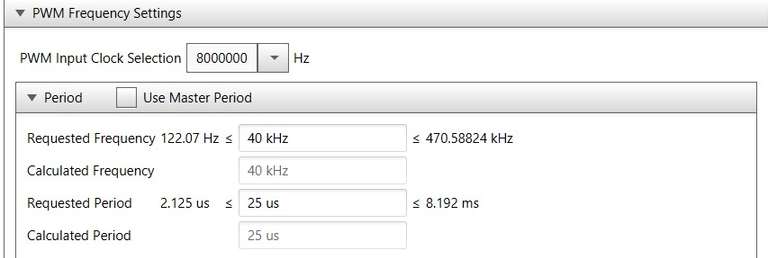 PWM Frequency Settings
PWM Input Clock Selection 8000000 Hz
Period Use Master Period
Requested Frequency 122.07 Hz ≤ 40 kHz ≤ 470.58824 kHz
Calculated Frequency 40 kHz
Requested Period 2.125 us ≤ 25 us ≤ 8.192 ms
Calculated Period 25 us